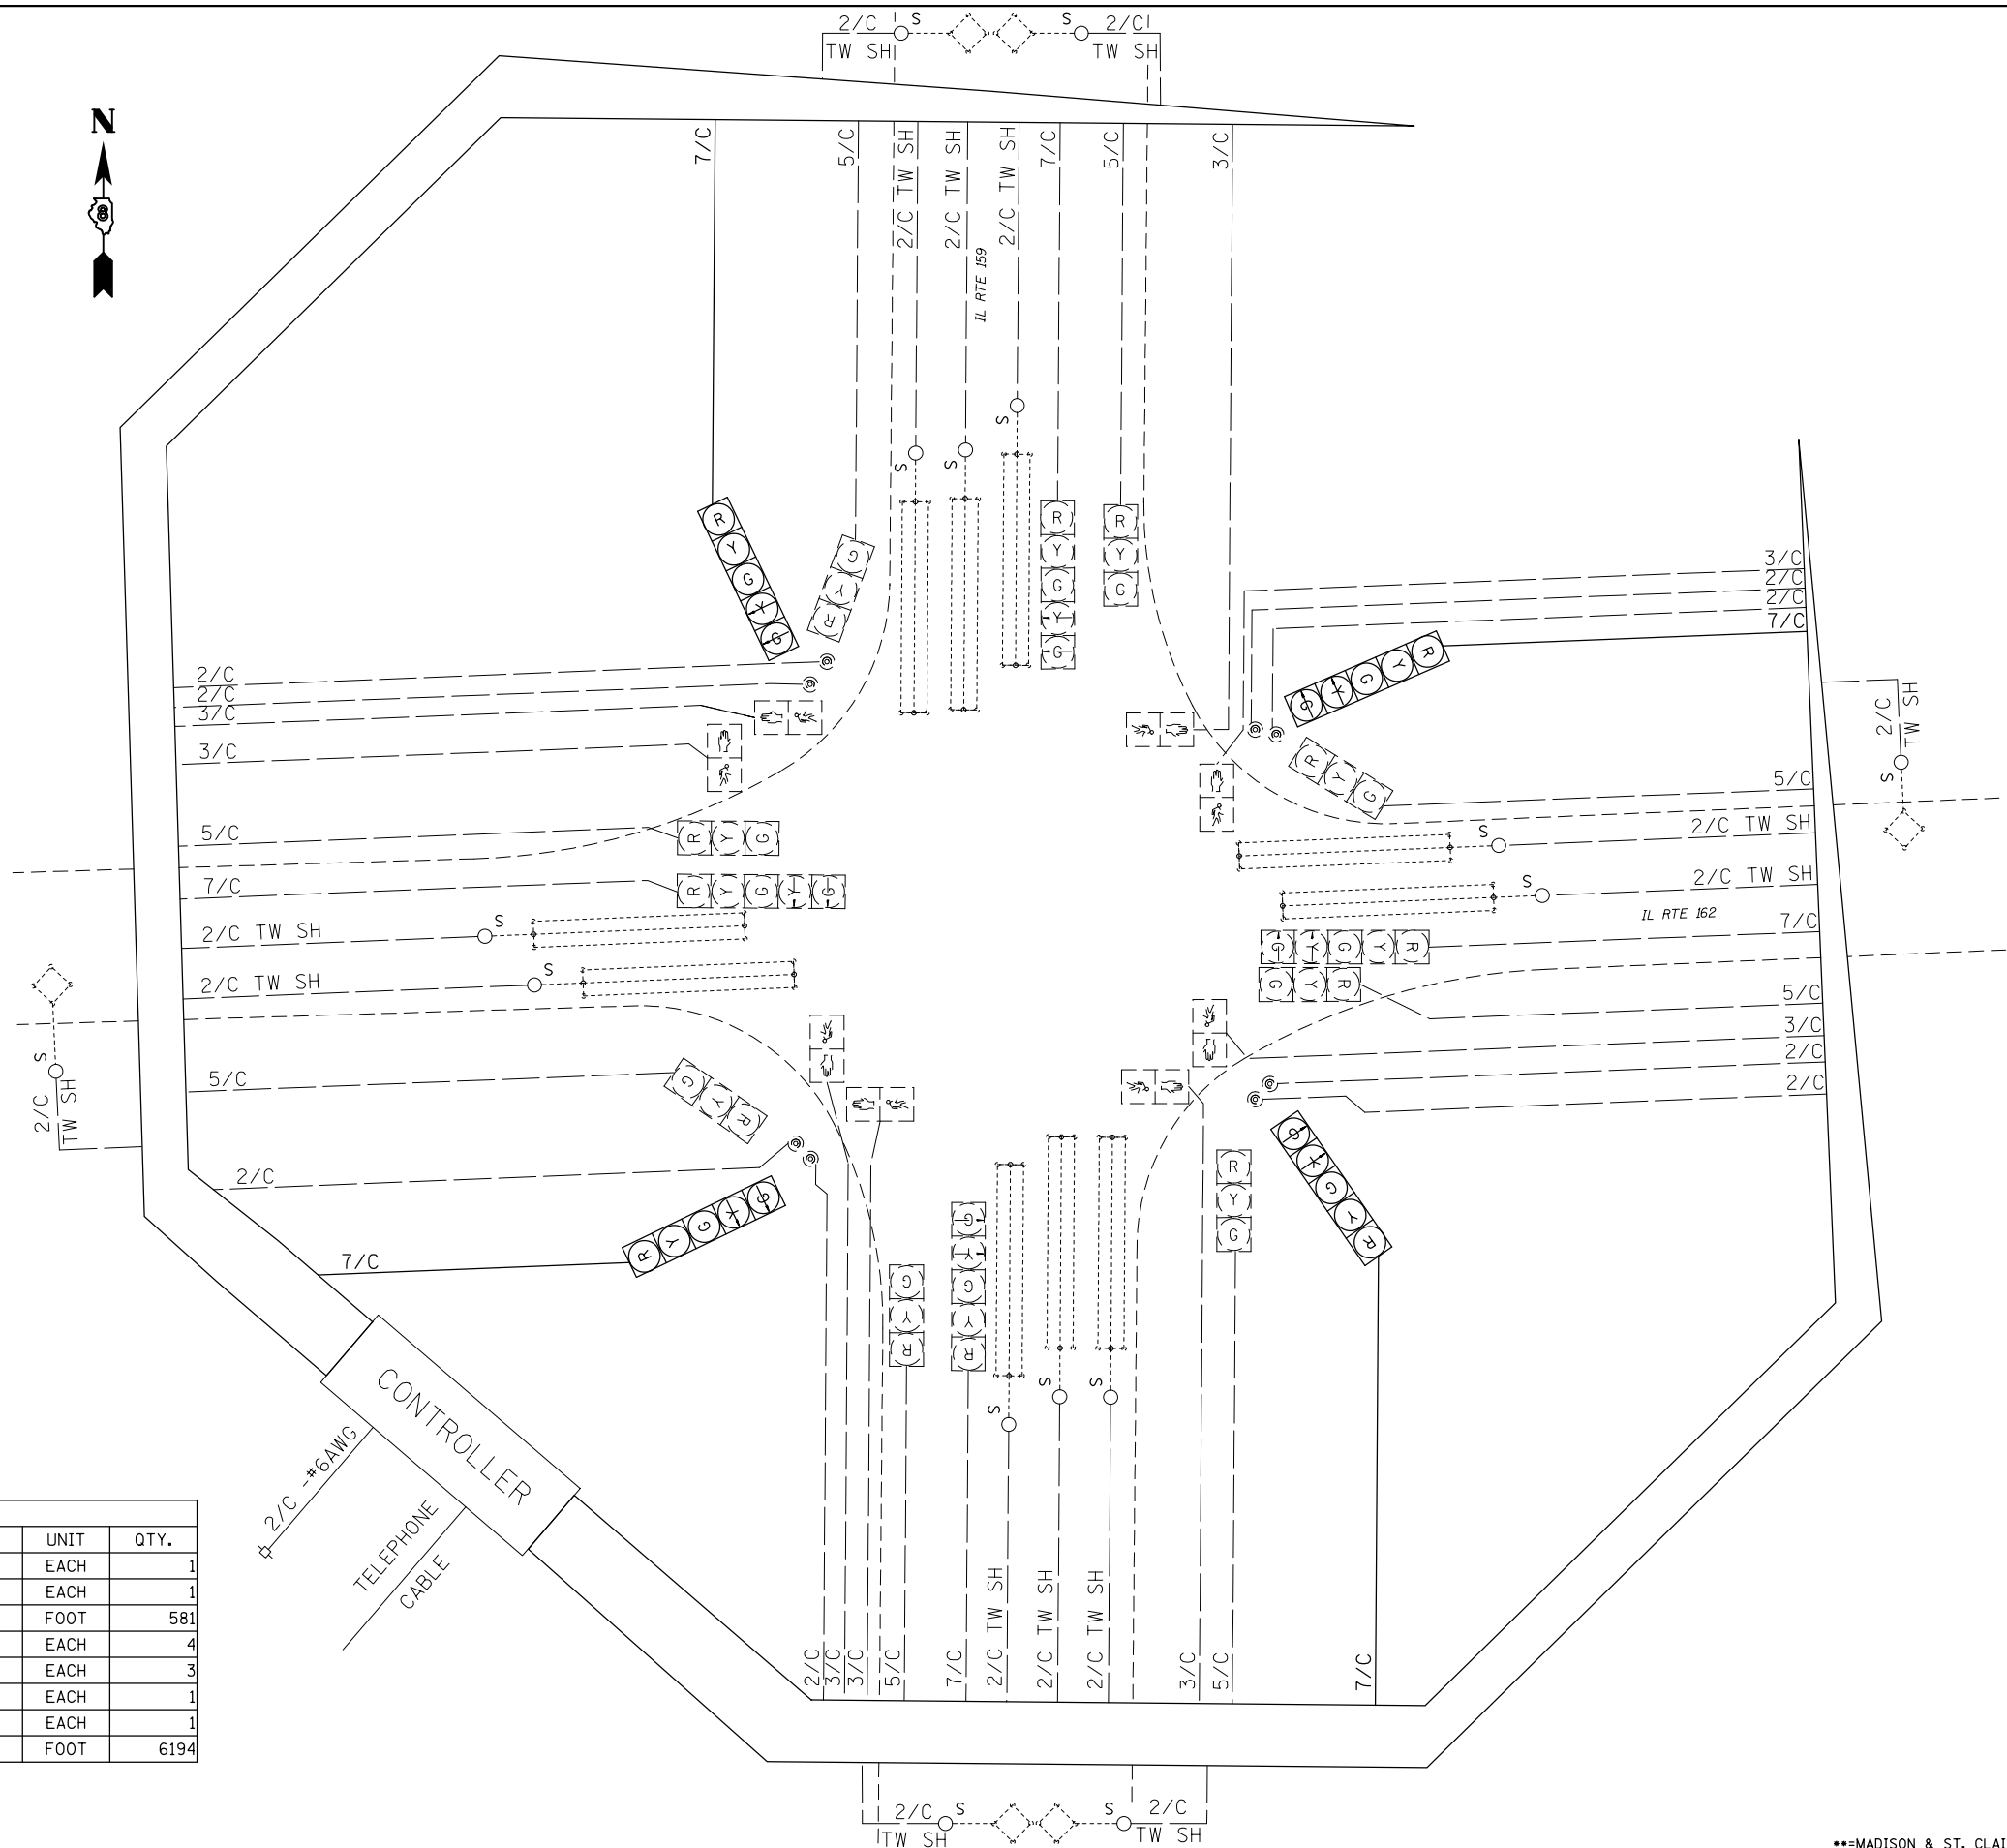 2/C S S 2/C
TW SH TW SH
N
7/C 5/C 2/C TW SH 2/C TW SH 2/C TW SH 7/C 5/C 3/C
IL RTE 159
S S S
R Y G Y G
R Y G
R Y G Y G
R Y G
3/C
2/C
2/C
7/C
R Y G Y G
2/C
2/C
3/C
3/C
2/C
TW SH
S
R Y G
5/C
5/C
R Y G
S
2/C TW SH
7/C
R Y G Y G
S
2/C TW SH
IL RTE 162
2/C TW SH
S
7/C
G Y G Y R
2/C TW SH
S
G Y R
5/C
3/C
2/C
2/C
S
2/C
TW SH
5/C
G Y R
2/C
7/C
R Y G Y G
G Y G Y R
R Y G
G Y G Y R
G Y R
S S S
CONTROLLER
2/C -#6AWG
TELEPHONE
CABLE
2/C 3/C 3/C 5/C 7/C 2/C TW SH 2/C TW SH 2/C TW SH 3/C 5/C 7/C
UNIT QTY.
EACH 1
EACH 1
FOOT 581
EACH 4
EACH 3
EACH 1
EACH 1
FOOT 6194
2/C S S 2/C
TW SH TW SH
**=MADISON & ST. CLAI